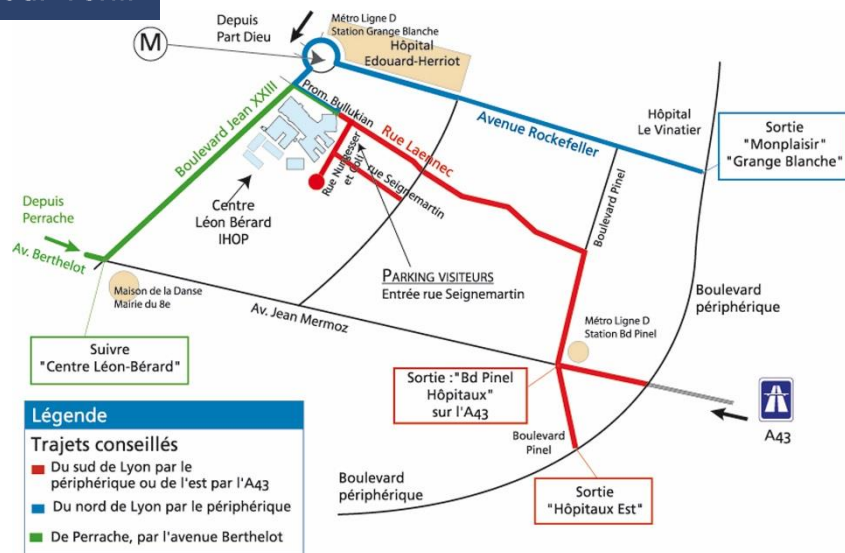 Depuis
Part Dieu
M
Métro Ligne D
Station Grange Blanche
Hôpital
Edouard-Herriot
Prom. Bullukian
Boulevard Jean XXIII
Rue Laennec
Avenue Rockefeller
Hôpital
Le Vinatier
Sortie
"Monplaisir"
"Grange Blanche"
Rue Nungesser
et Coli
rue Seignemartin
Boulevard Pinel
Centre
Léon Bérard
IHOP
Depuis
Perrache
Av. Berthelot
PARKING VISITEURS
Entrée rue Seignemartin
Boulevard
périphérique
Maison de la Danse
Mairie du 8e
Av. Jean Mermoz
Métro Ligne D
Station Bd Pinel
Suivre
"Centre Léon-Bérard"
Sortie :"Bd Pinel
Hôpitaux"
sur l'A43
A43
Boulevard
Pinel
Boulevard
périphérique
Sortie
"Hôpitaux Est"
Légende
Trajets conseillés
Du sud de Lyon par le
périphérique ou de l'est par l'A43
Du nord de Lyon par le périphérique
De Perrache, par l'avenue Berthelot